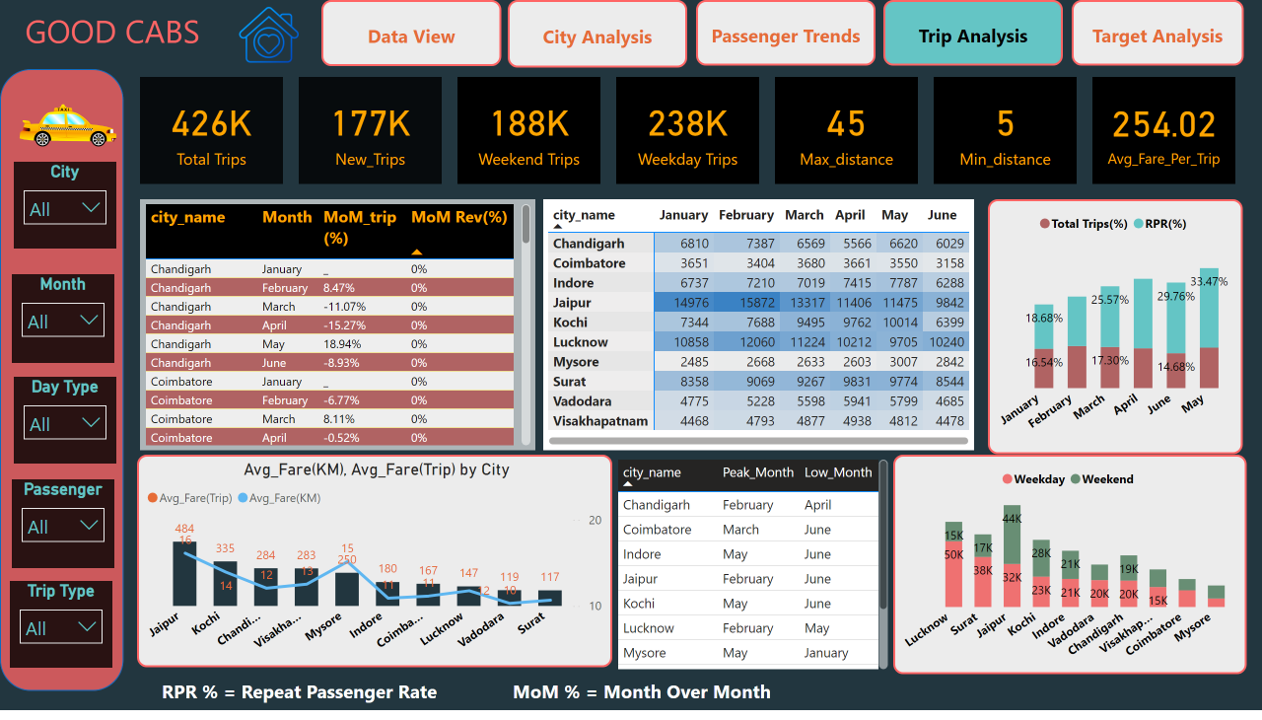 GOOD CABS
Data View
City Analysis
Passenger Trends
Trip Analysis
Target Analysis
TAXI
City
All
Month
All
Day Type
All
Passenger
All
Trip Type
All
426K
Total Trips
177K
New_Trips
188K
Weekend Trips
238K
Weekday Trips
45
Max_distance
5
Min_distance
254.02
Avg_Fare_Per_Trip
city_name Month MoM_trip MoM Rev(%)
(%)
Chandigarh January _ 0%
Chandigarh February 8.47% 0%
Chandigarh March -11.07% 0%
Chandigarh April -15.27% 0%
Chandigarh May 18.94% 0%
Chandigarh June -8.93% 0%
Coimbatore January _ 0%
Coimbatore February -6.77% 0%
Coimbatore March 8.11% 0%
Coimbatore April -0.52% 0%
city_name January February March April May June
Chandigarh 6810 7387 6569 5566 6620 6029
Coimbatore 3651 3404 3680 3661 3550 3158
Indore 6737 7210 7019 7415 7787 6288
Jaipur 14976 15872 13317 11406 11475 9842
Kochi 7344 7688 9495 9762 10014 6399
Lucknow 10858 12060 11224 10212 9705 10240
Mysore 2485 2668 2633 2603 3007 2842
Surat 8358 9069 9267 9831 9774 8544
Vadodara 4775 5228 5598 5941 5799 4685
Visakhapatnam 4468 4793 4877 4938 4812 4478
Total Trips(%) RPR(%)
33.47%
25.57% 29.76%
18.68%
16.54% 17.30% 14.68%
January February March April June May
Avg_Fare(KM), Avg_Fare(Trip) by City
Avg_Fare(Trip) Avg_Fare(KM)
20
10
484 335 284 283 250 180 167 147 119 117
16 14 12 13 15 11 11 12 10
Jaipur Kochi Chandi... Visakha... Mysore Indore Coimba... Lucknow Vadodara Surat
city_name Peak_Month Low_Month
Chandigarh February April
Coimbatore March June
Indore May June
Jaipur February June
Kochi May June
Lucknow February May
Mysore May January
Weekday Weekend
15K 17K 44K 28K 21K 19K
50K 38K 32K 23K 21K 20K 20K 15K
Lucknow Surat Jaipur Kochi Indore Vadodara Chandigarh Visakhap... Coimbatore Mysore
RPR % = Repeat Passenger Rate
MoM % = Month Over Month